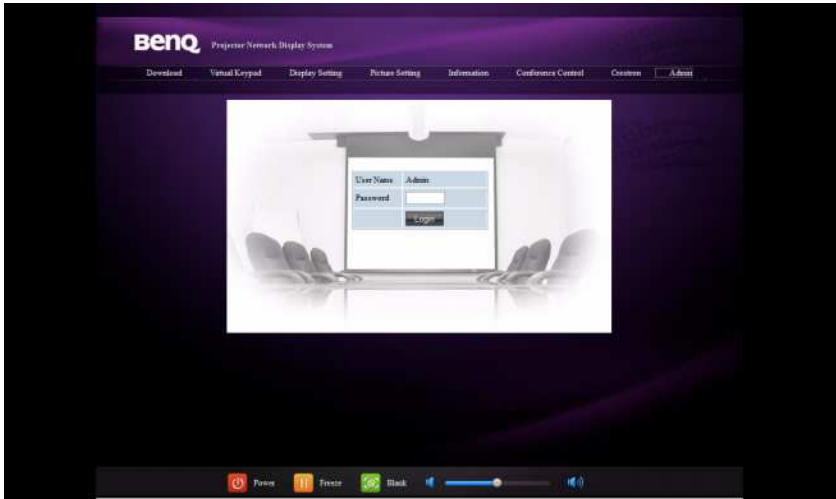 BenQ Projector Network Display System
Download Virtual Keypad Display Setting Picture Setting Information Conference Control Crestron Admin
User Name Admin
Password
Login
Power Freeze Blank